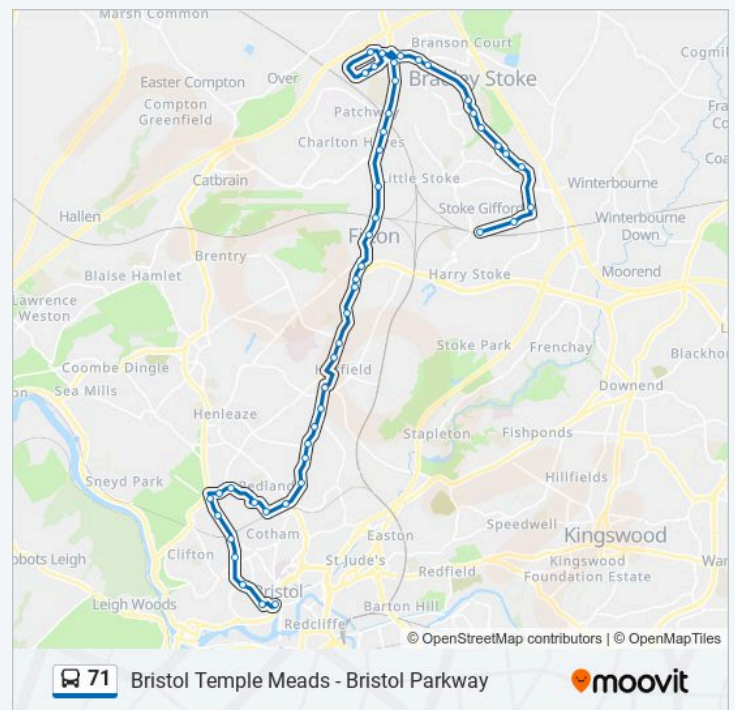 Marsh Common
Branson Court
Cogmil
Easter Compton
Over
Bradley Stoke
Compton
Greenfield
Patchway
Charlton Hayes
Catbrain
Little Stoke
Winterbourne
Hallen
Stoke Gifford
Winterbourne
Down
Filton
Brentry
Blaise Hamlet
Harry Stoke
Moorend
Lawrence
Weston
Stoke Park
Frenchay
Blackhor
Coombe Dingle
Horfield
Sea Mills
Downend
Henleaze
Stapleton
Fishponds
Sneyd Park
Redland
Hillfields
Speedwell
Cotham
Easton
Kingswood
bbots Leigh
Clifton
St Jude's
Redfield
Kingswood
Foundation Estate
War
Leigh Woods
Bristol
Barton Hill
Redcliffe
© OpenStreetMap contributors | © OpenMapTiles
71 Bristol Temple Meads - Bristol Parkway
moovit